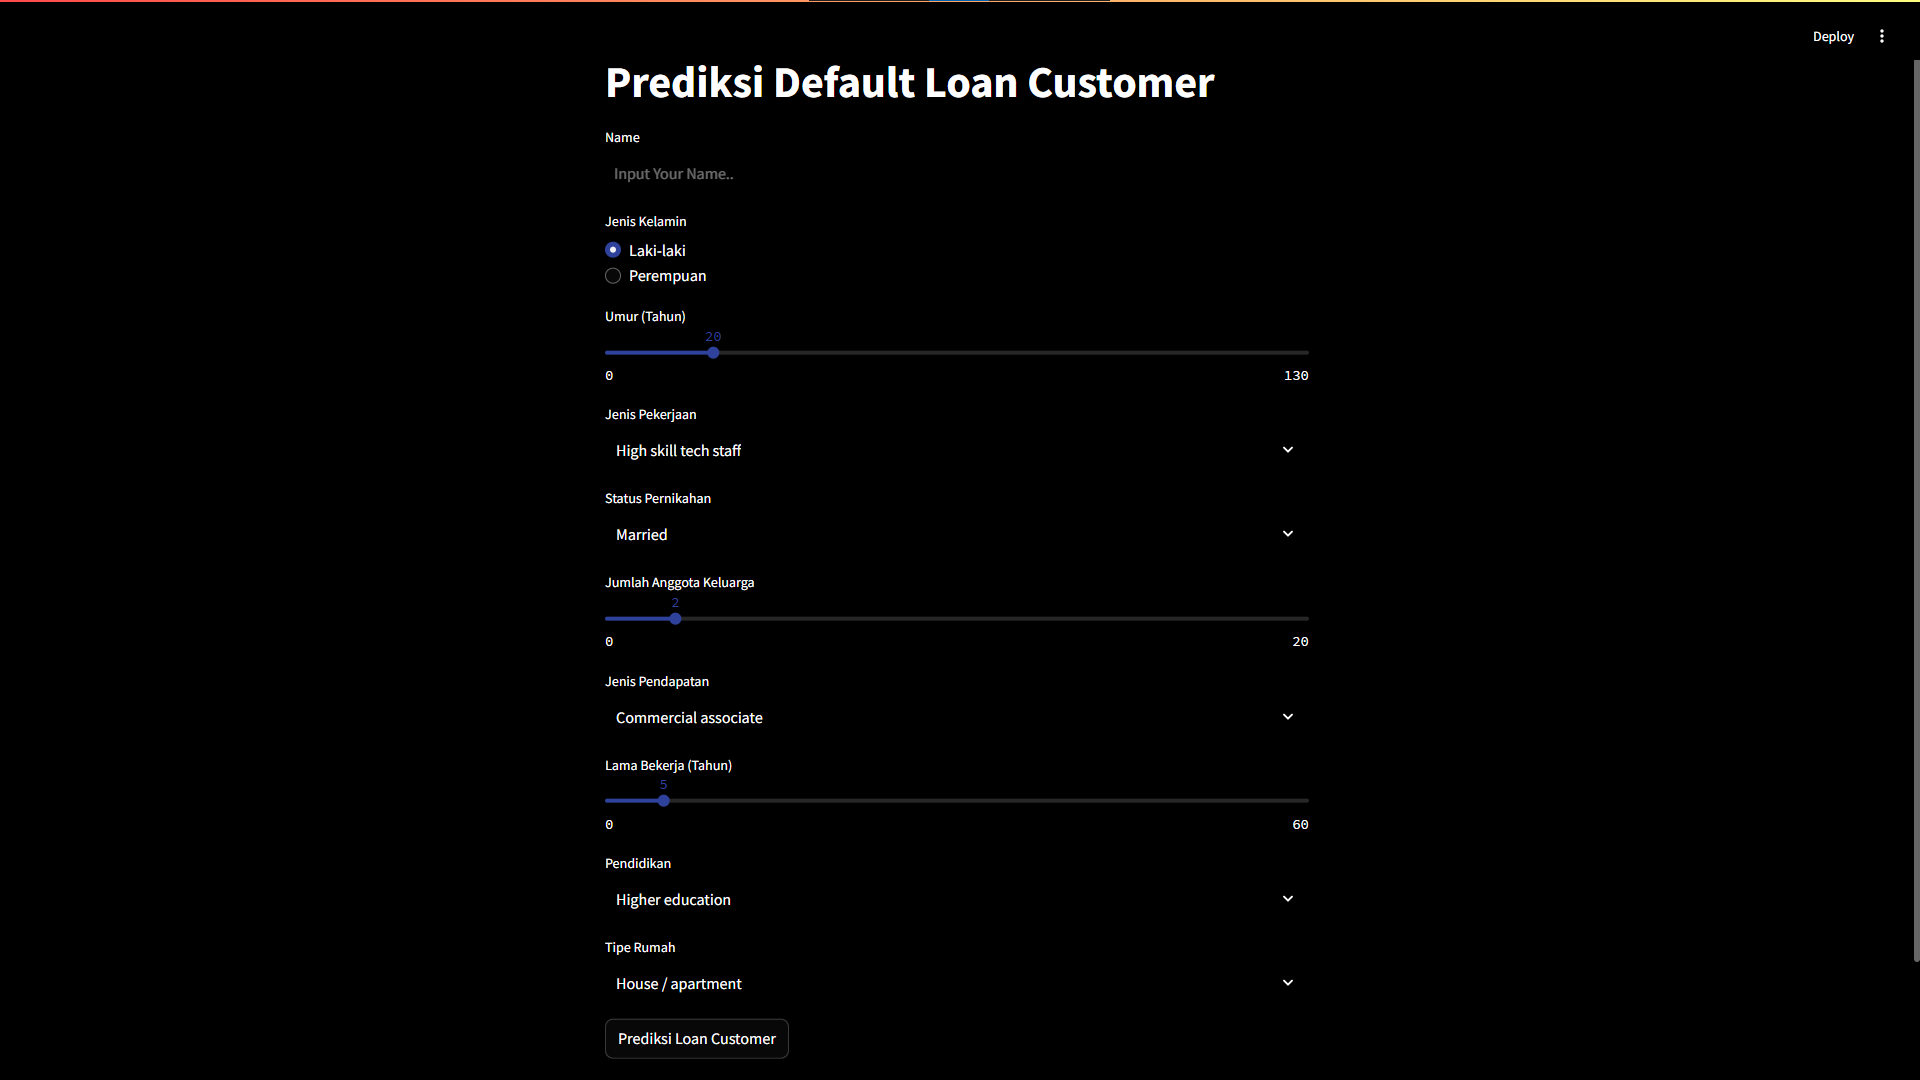 Deploy
Prediksi Default Loan Customer
Name
Input Your Name..
Jenis Kelamin
Laki-laki
Perempuan
Umur (Tahun)
20
0 130
Jenis Pekerjaan
High skill tech staff
Status Pernikahan
Married
Jumlah Anggota Keluarga
2
0 20
Jenis Pendapatan
Commercial associate
Lama Bekerja (Tahun)
5
0 60
Pendidikan
Higher education
Tipe Rumah
House / apartment
Prediksi Loan Customer